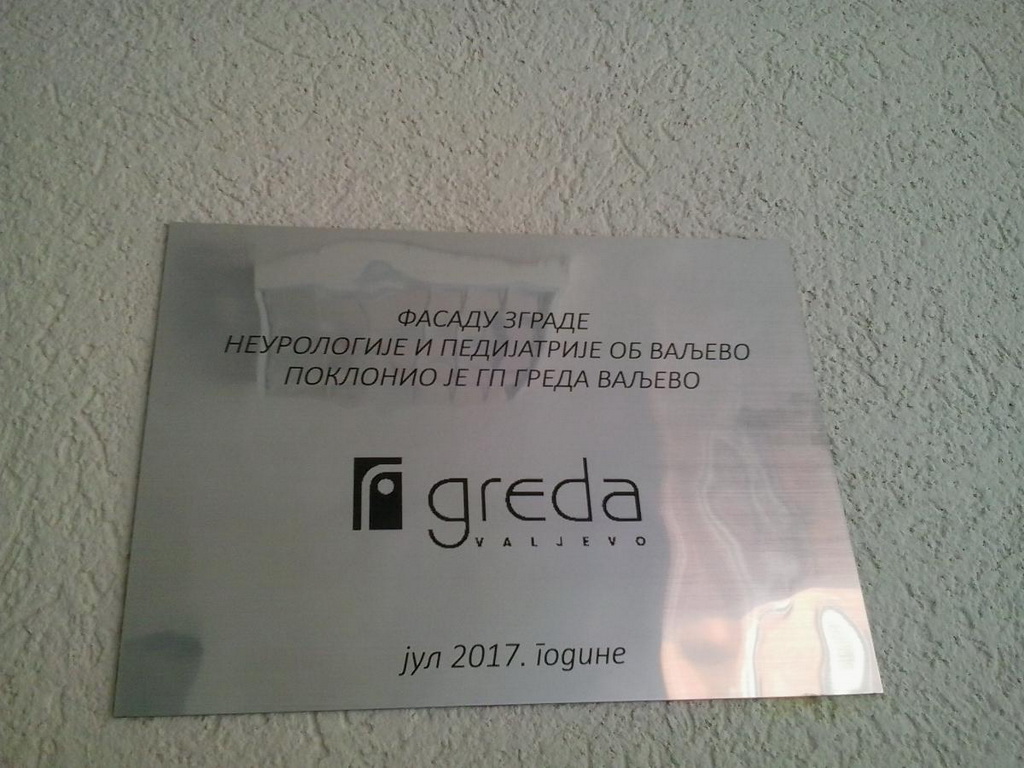 ФАСАДУ ЗГРАДЕ
НЕУРОЛОГИЈЕ И ПЕДИЈАТРИЈЕ ОБ ВАЉЕВО
ПОКЛОНИО ЈЕ ГП ГРЕДА ВАЉЕВО
greda
VALJEVO
јул 2017. године